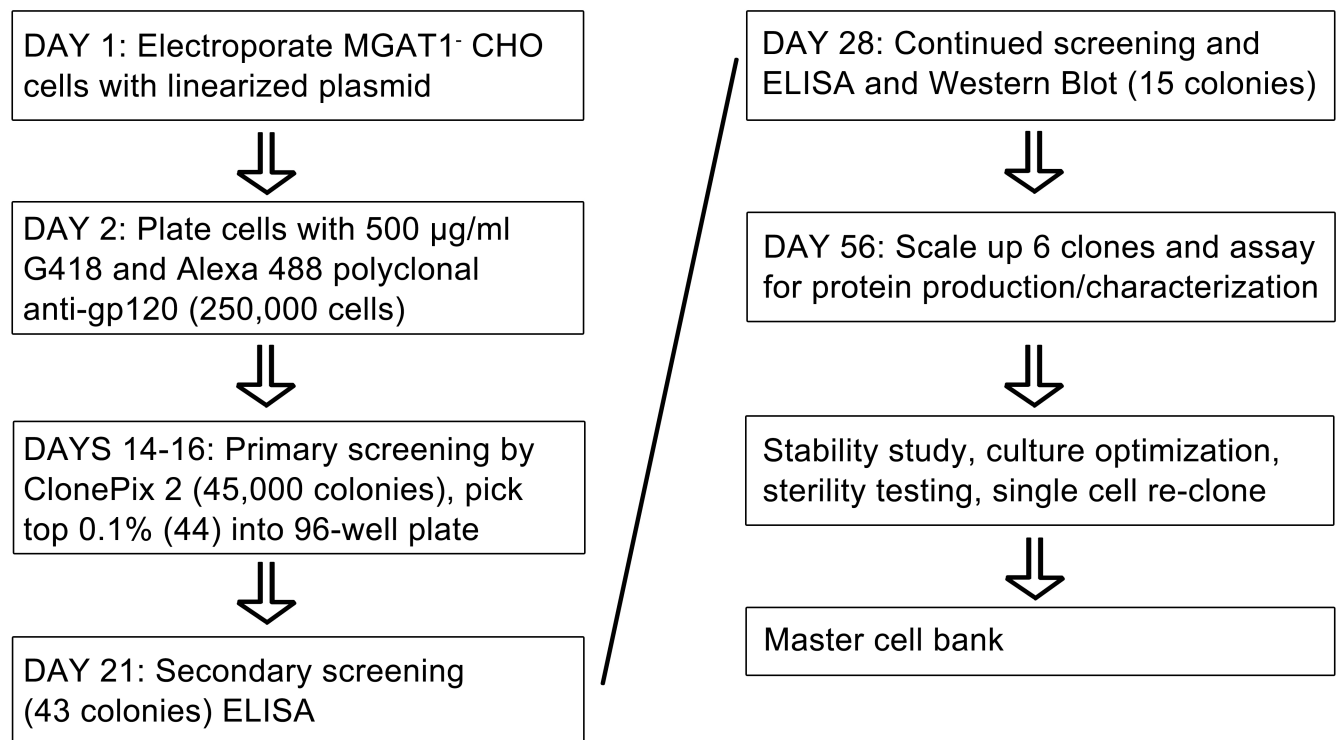 DAY 1: Electroporate MGAT1⁻ CHO
cells with linearized plasmid
DAY 2: Plate cells with 500 µg/ml
G418 and Alexa 488 polyclonal
anti-gp120 (250,000 cells)
DAYS 14-16: Primary screening by
ClonePix 2 (45,000 colonies), pick
top 0.1% (44) into 96-well plate
DAY 21: Secondary screening
(43 colonies) ELISA
DAY 28: Continued screening and
ELISA and Western Blot (15 colonies)
DAY 56: Scale up 6 clones and assay
for protein production/characterization
Stability study, culture optimization,
sterility testing, single cell re-clone
Master cell bank